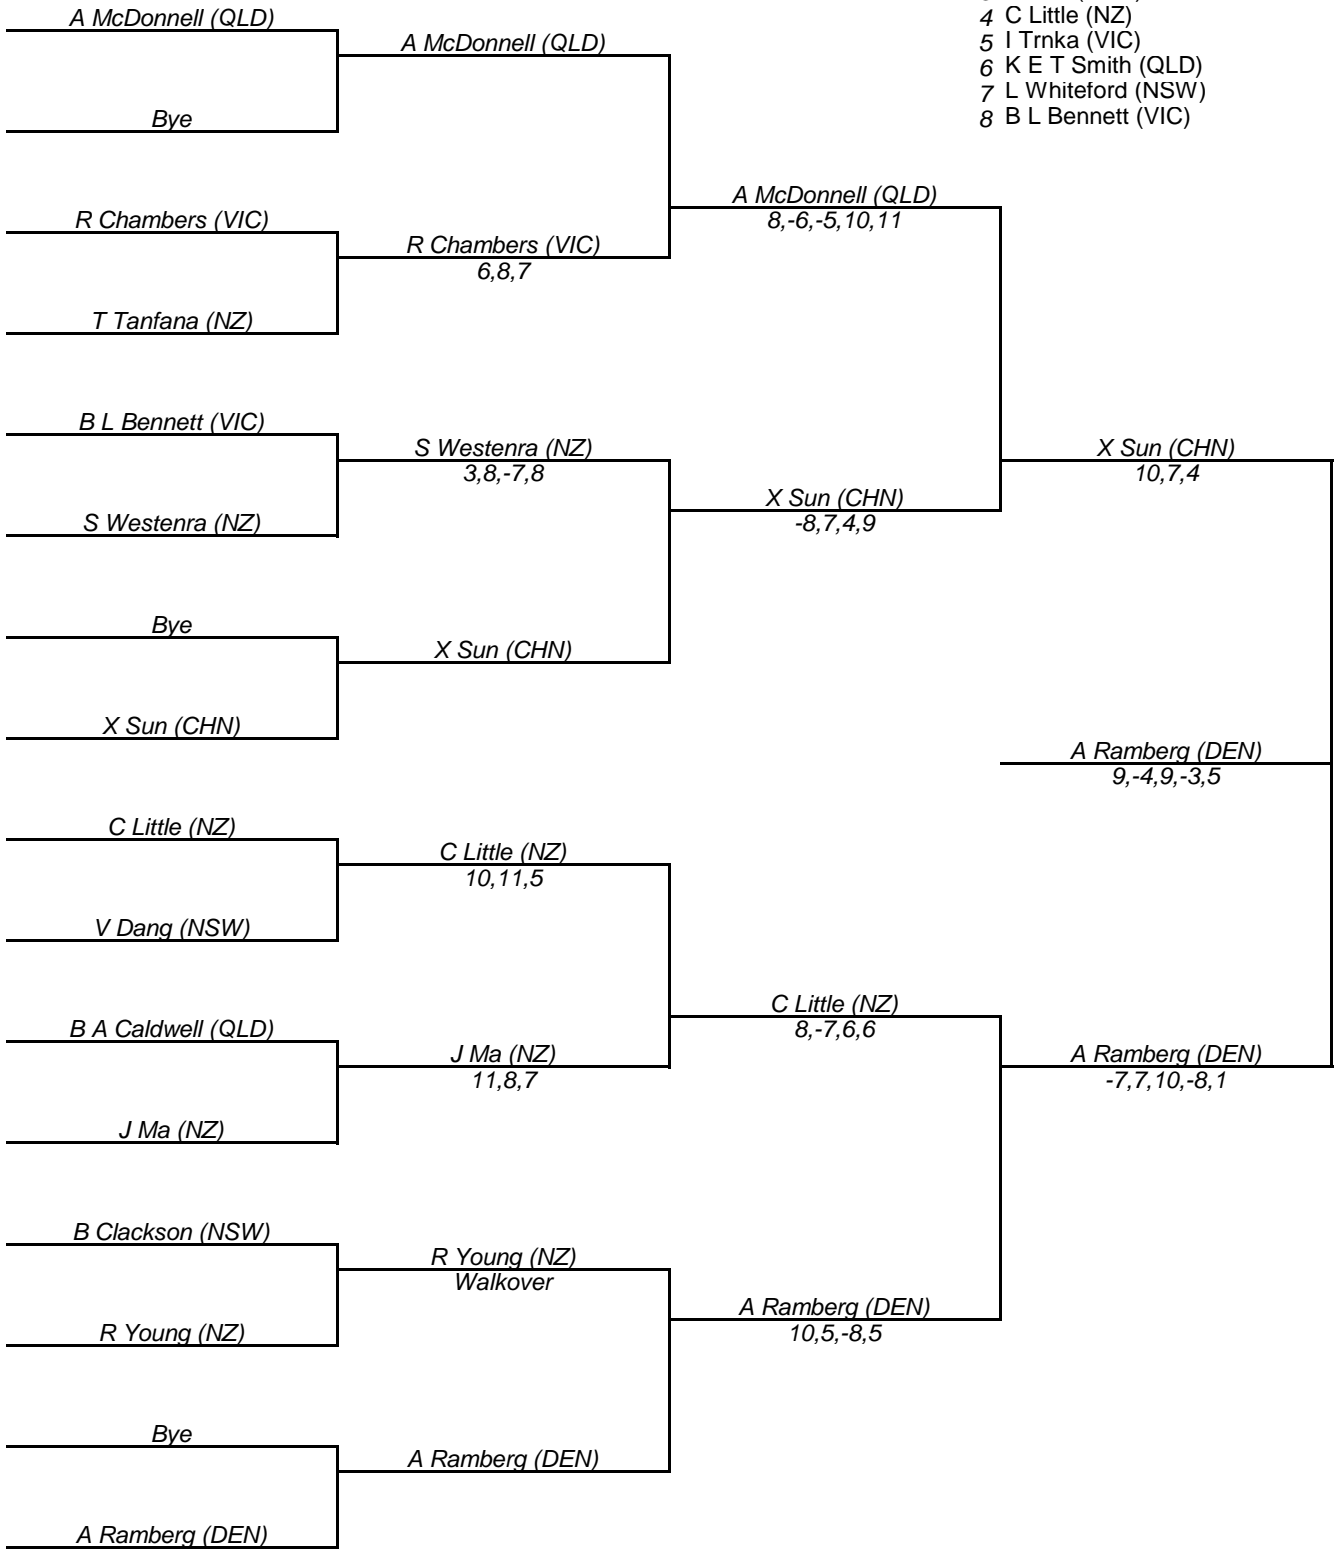 4 C Little (NZ)
5 I Trnka (VIC)
6 K E T Smith (QLD)
7 L Whiteford (NSW)
8 B L Bennett (VIC)
A McDonnell (QLD)
Bye
R Chambers (VIC)
T Tanfana (NZ)
B L Bennett (VIC)
S Westenra (NZ)
Bye
X Sun (CHN)
C Little (NZ)
V Dang (NSW)
B A Caldwell (QLD)
J Ma (NZ)
B Clackson (NSW)
R Young (NZ)
Bye
A Ramberg (DEN)
A McDonnell (QLD)
R Chambers (VIC)
6,8,7
S Westenra (NZ)
3,8,-7,8
X Sun (CHN)
C Little (NZ)
10,11,5
J Ma (NZ)
11,8,7
R Young (NZ)
Walkover
A Ramberg (DEN)
A McDonnell (QLD)
8,-6,-5,10,11
X Sun (CHN)
-8,7,4,9
C Little (NZ)
8,-7,6,6
A Ramberg (DEN)
10,5,-8,5
X Sun (CHN)
10,7,4
A Ramberg (DEN)
9,-4,9,-3,5
A Ramberg (DEN)
-7,7,10,-8,1